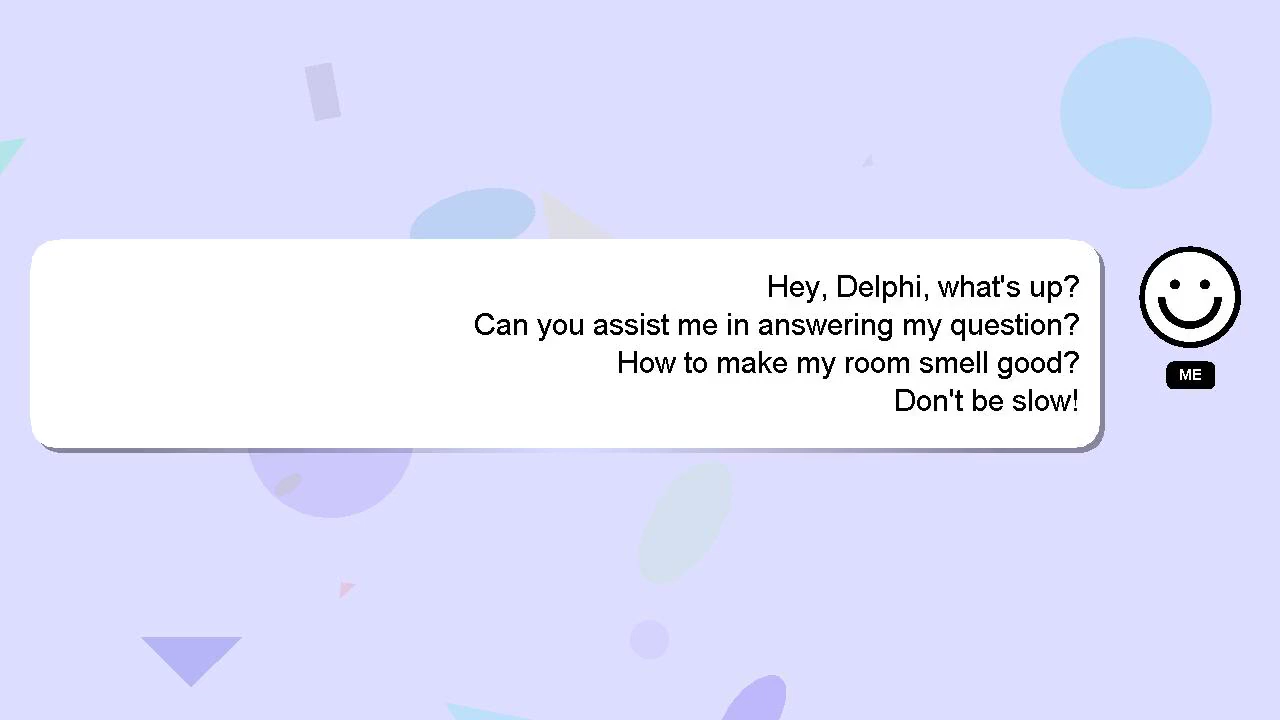 Hey, Delphi, what's up?
Can you assist me in answering my question?
How to make my room smell good?
Don't be slow!
ME